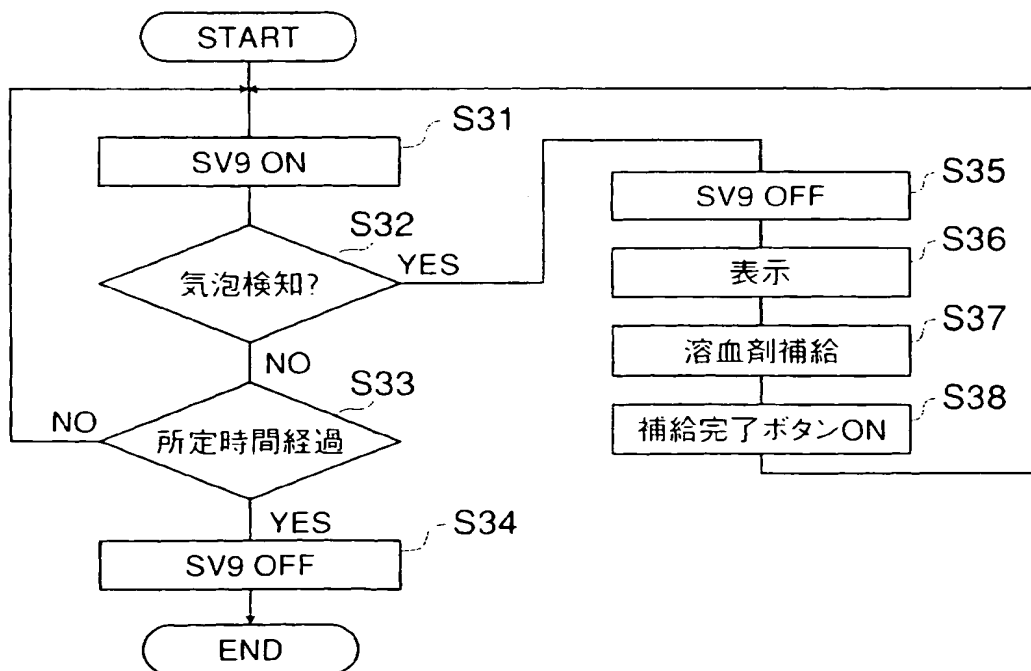 START
S31
SV9 ON
S32
気泡検知?
YES
NO
S33
NO
所定時間経過
YES
S34
SV9 OFF
END
S35
SV9 OFF
S36
表示
S37
溶血剤補給
S38
補給完了ボタンON